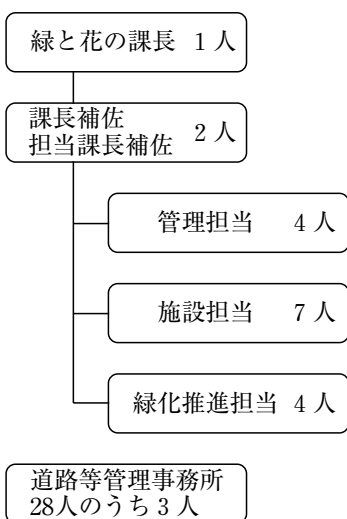 緑と花の課長 1人
課長補佐
担当課長補佐 2人
管理担当 4人
施設担当 7人
緑化推進担当 4人
道路等管理事務所
28人のうち3人